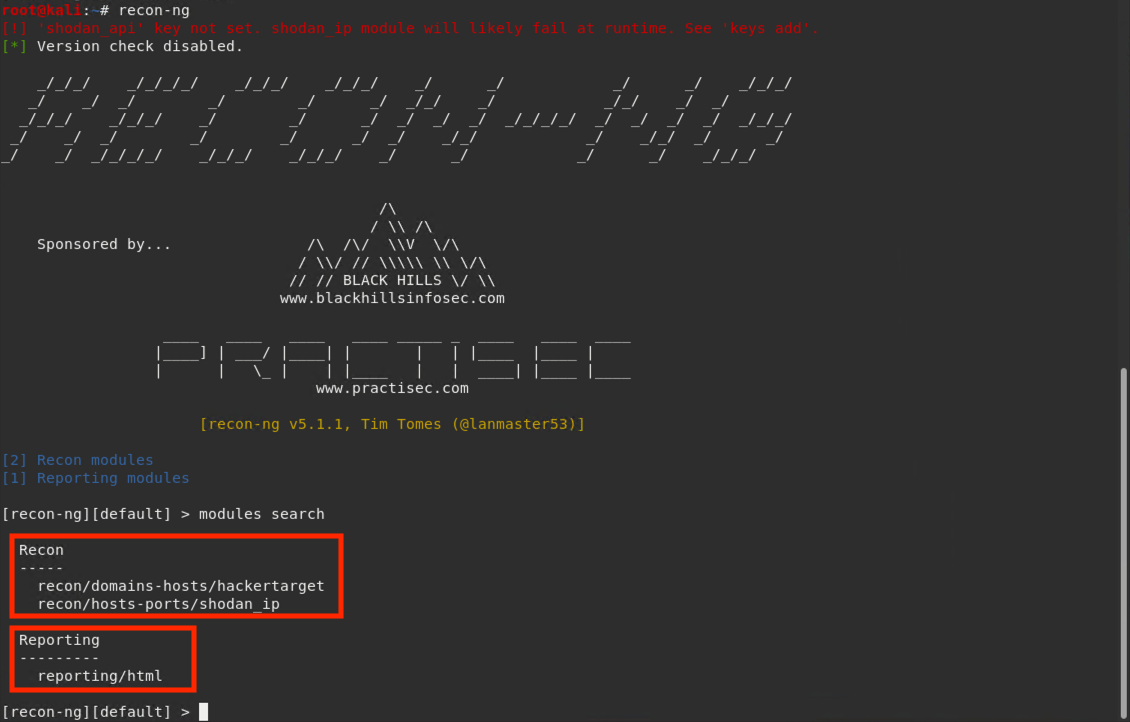 root@kali:~# recon-ng
[!] 'shodan_api' key not set. shodan_ip module will likely fail at runtime. See 'keys add'.
[*] Version check disabled.
RECON-NG
Sponsored by...
BLACK HILLS
www.blackhillsinfosec.com
PRACTISEC
www.practisec.com
[recon-ng v5.1.1, Tim Tomes (@lanmaster53)]
[2] Recon modules
[1] Reporting modules
[recon-ng][default] > modules search
Recon
-----
recon/domains-hosts/hackertarget
recon/hosts-ports/shodan_ip
Reporting
---------
reporting/html
[recon-ng][default] >